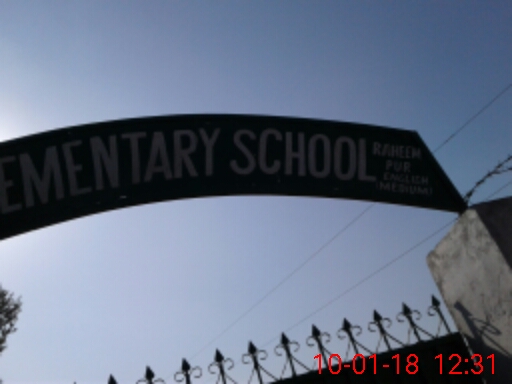 EMENTARY SCHOOL
RAHEEM
PUR
ENGLISH
(MEDIUM)
10-01-18 12:31